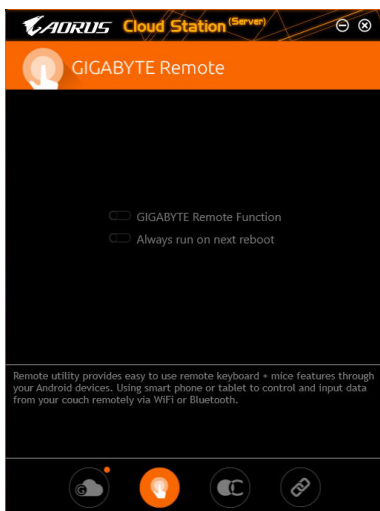 AORUS Cloud Station (Server)
GIGABYTE Remote
GIGABYTE Remote Function
Always run on next reboot
Remote utility provides easy to use remote keyboard + mice features through
your Android devices. Using smart phone or tablet to control and input data
from your couch remotely via WiFi or Bluetooth.
G